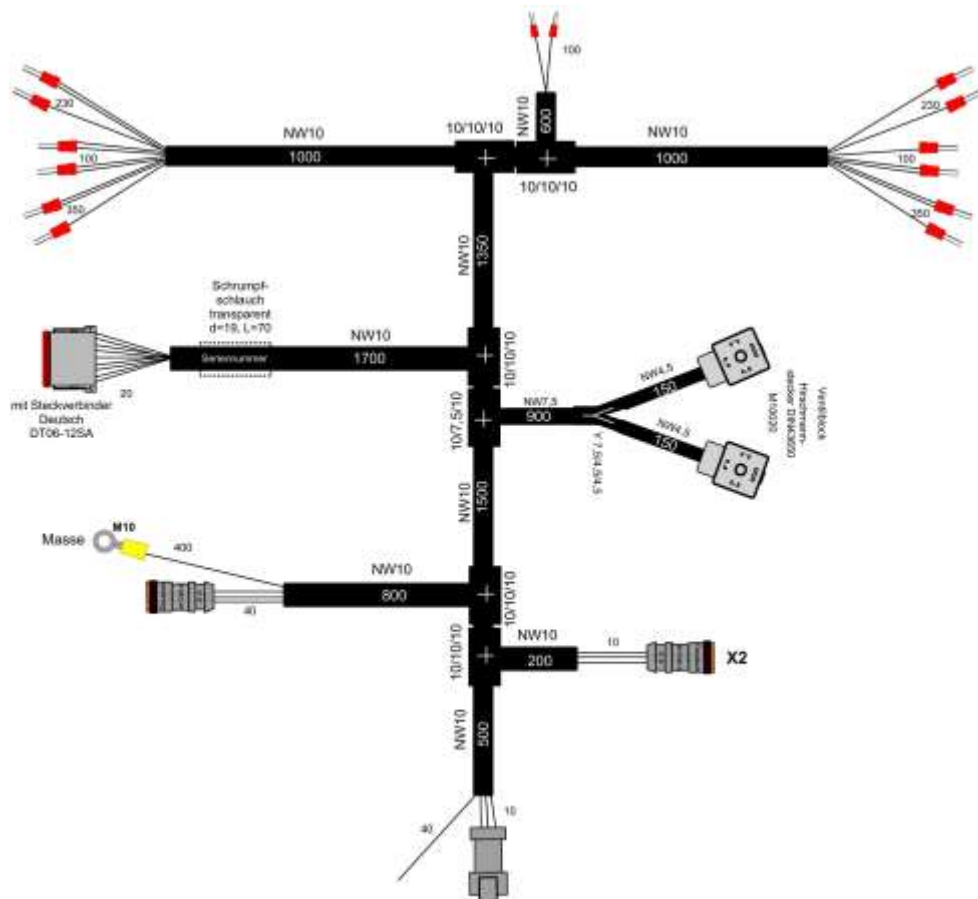 100
230
100
350
NW10
1000
10/10/10
NW10
600
10/10/10
NW10
1000
230
100
350
NW10
1350
Schrumpf-
schlauch
transparent
d=19, L=70
Seriennummer
NW10
1700
10/10/10
20
mit Steckverbinder
Deutsch
DT06-12SA
10/7,5/10
NW7,5
900
NW4,5
150
NW4,5
150
Y 7,5/4,5/4,5
Ventilblock
stecker
NW10
1500
Masse
M10
400
40
NW10
800
10/10/10
10/10/10
NW10
200
10
X2
NW10
500
40
10